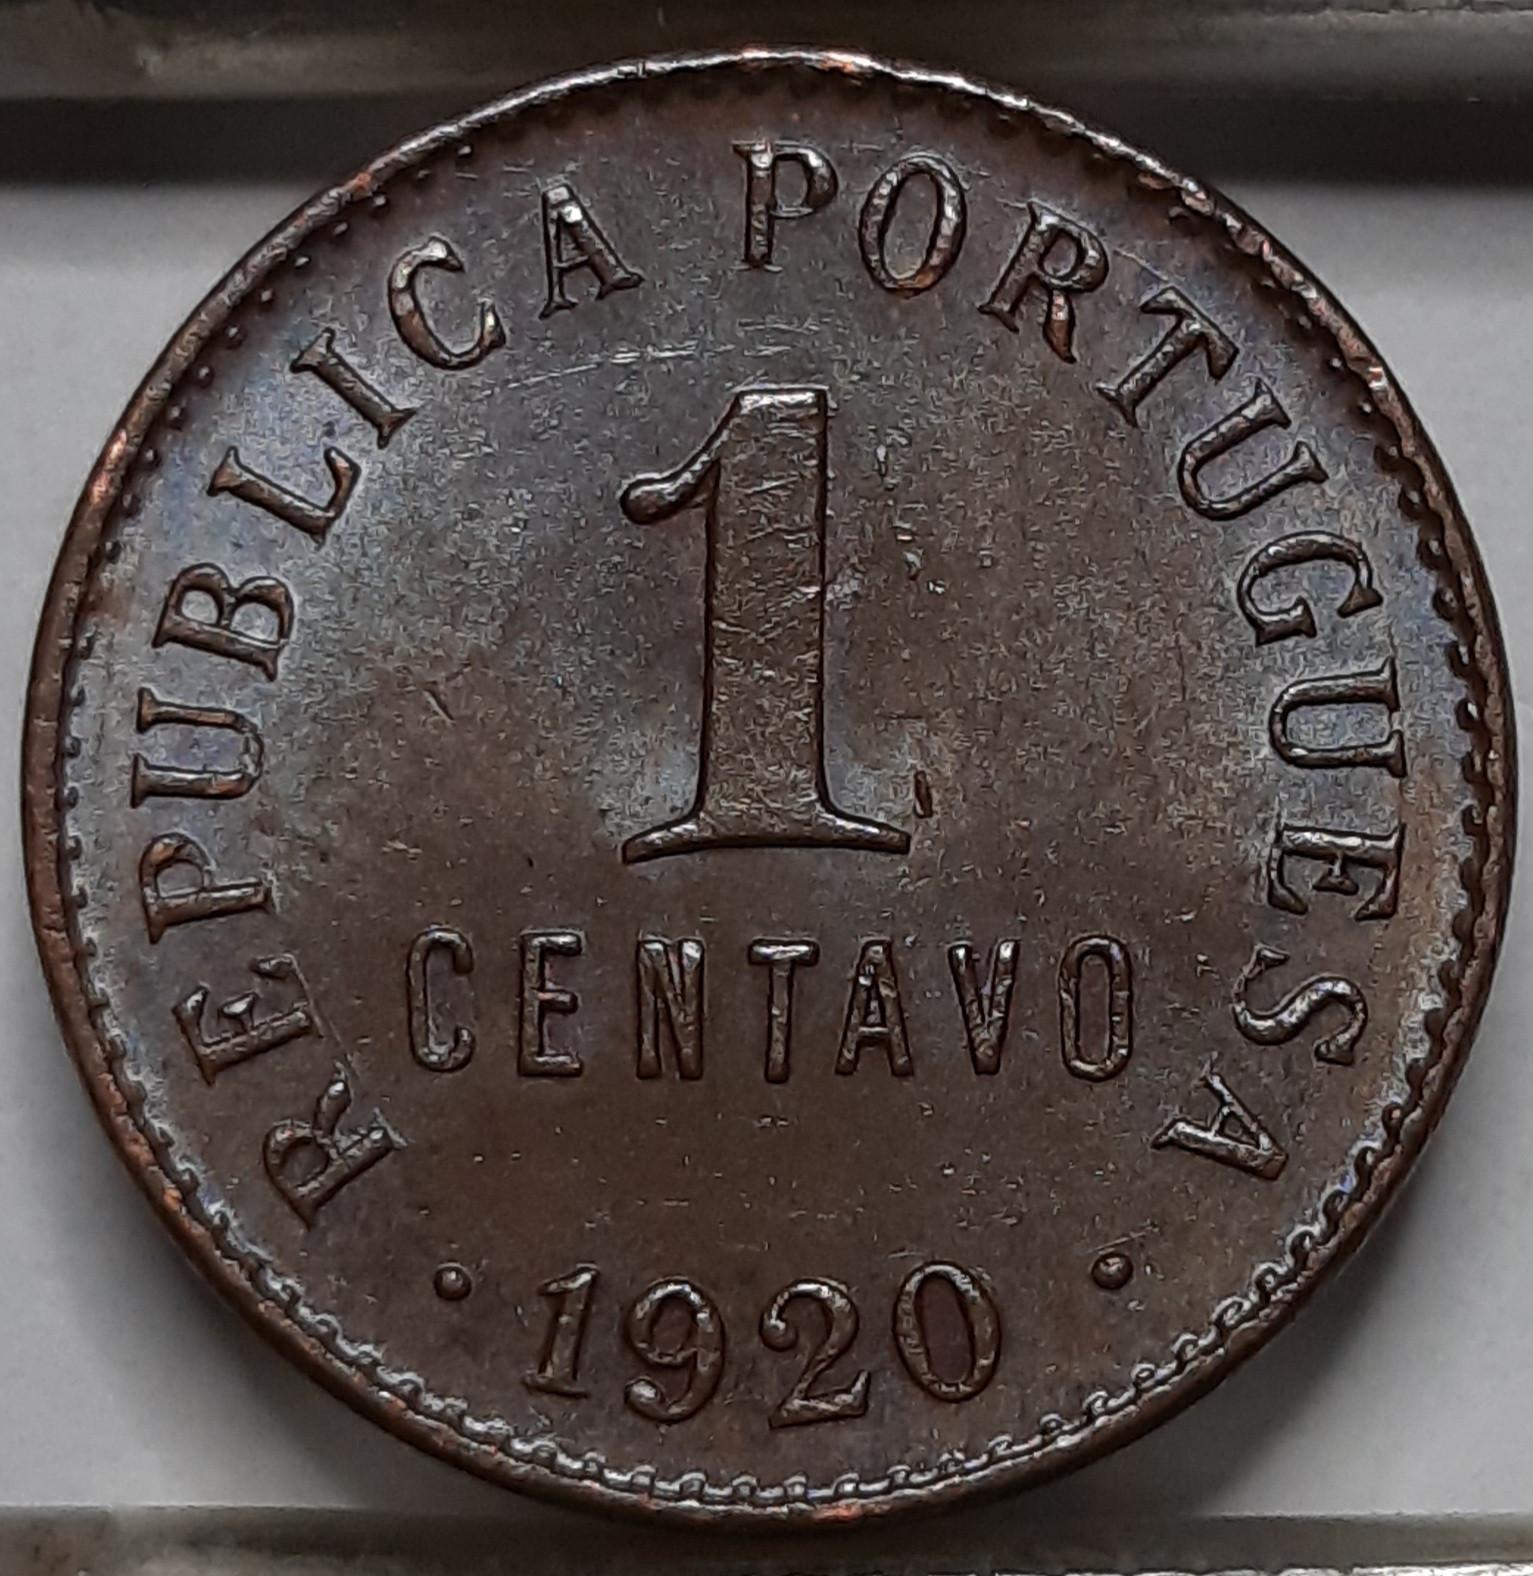 REPUBLICA PORTUGUESA
1
CENTAVO
• 1920 •